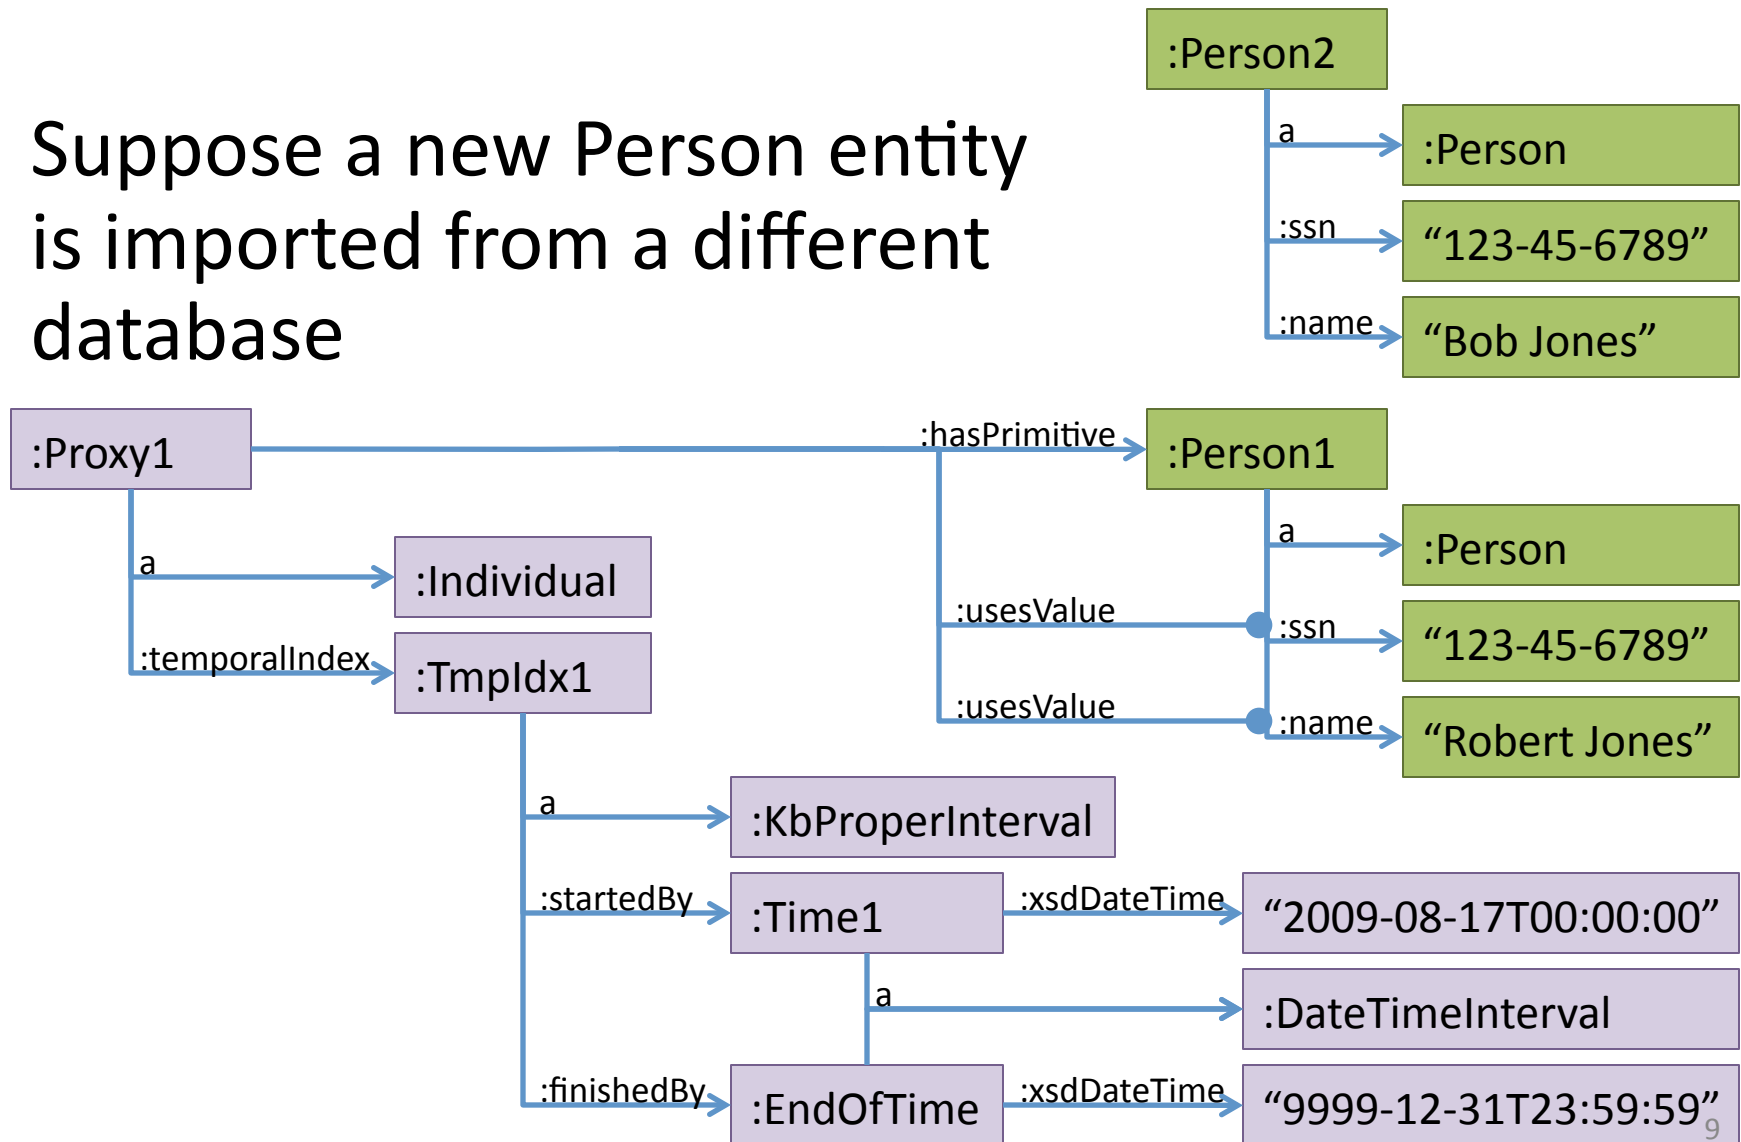 :Person2
Suppose a new Person entity
is imported from a different
database
a
:Person
:ssn
“123-45-6789”
:name
“Bob Jones”
:Proxy1
:hasPrimitive
:Person1
a
:Person
a
:Individual
:usesValue
:ssn
“123-45-6789”
:temporalIndex
:TmpIdx1
:usesValue
:name
“Robert Jones”
a
:KbProperInterval
:startedBy
:Time1
:xsdDateTime
“2009-08-17T00:00:00”
a
:DateTimeInterval
:finishedBy
:EndOfTime
:xsdDateTime
“9999-12-31T23:59:59”
9